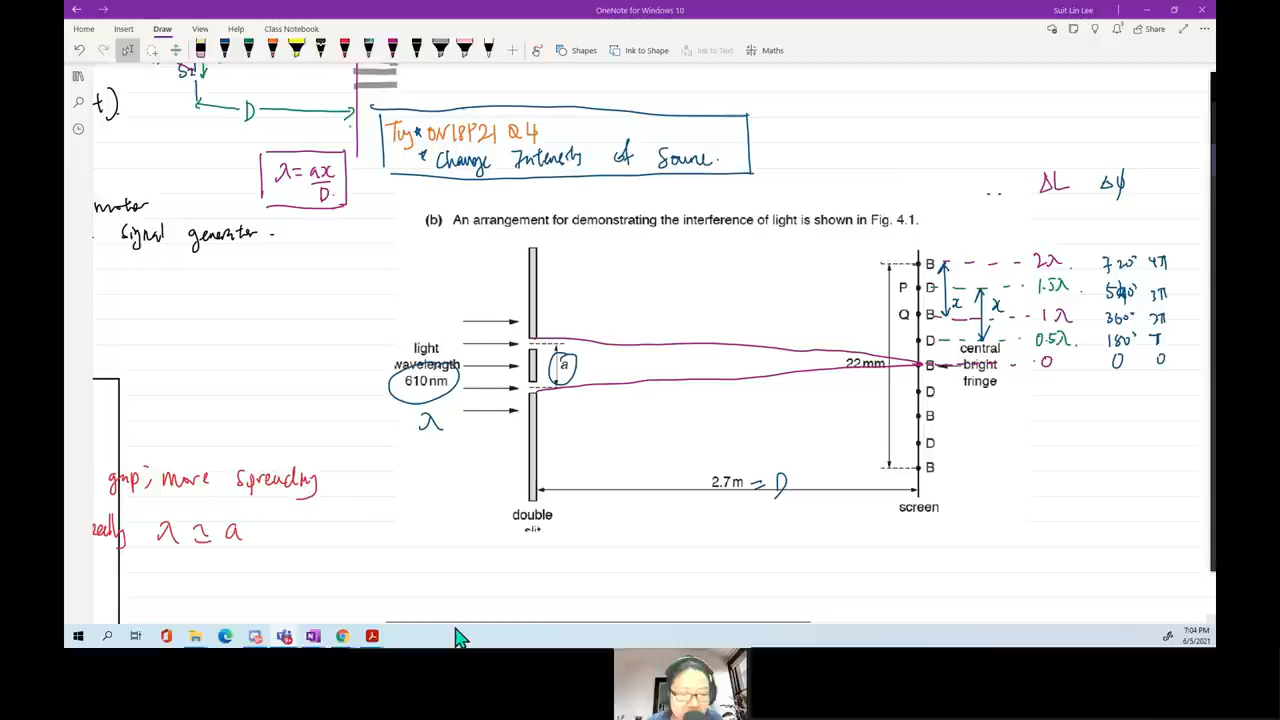 OneNote for Windows 10
Suit Lin Lee
Home Insert Draw View Help Class Notebook
Share
Shapes
Ink to Shape
Ink to Text
Maths
t).
D
λ = ax
D
motor
signal generator
Try * ON18P21 Q4
* Change Intensity of Source.
ΔL Δφ
(b) An arrangement for demonstrating the interference of light is shown in Fig. 4.1.
B 2λ 720° 4π
P D 1.5λ 540° 3π
x x
Q B 1λ 360° 2π
D 0.5λ 180° π
light
wavelength
610 nm
λ
a
22 mm
B 0 0 0
central
bright
fringe
D
B
D
B
gap; more spreading
λ ≃ a
2.7 m = D
double
slit
screen
7:04 PM
6/5/2021